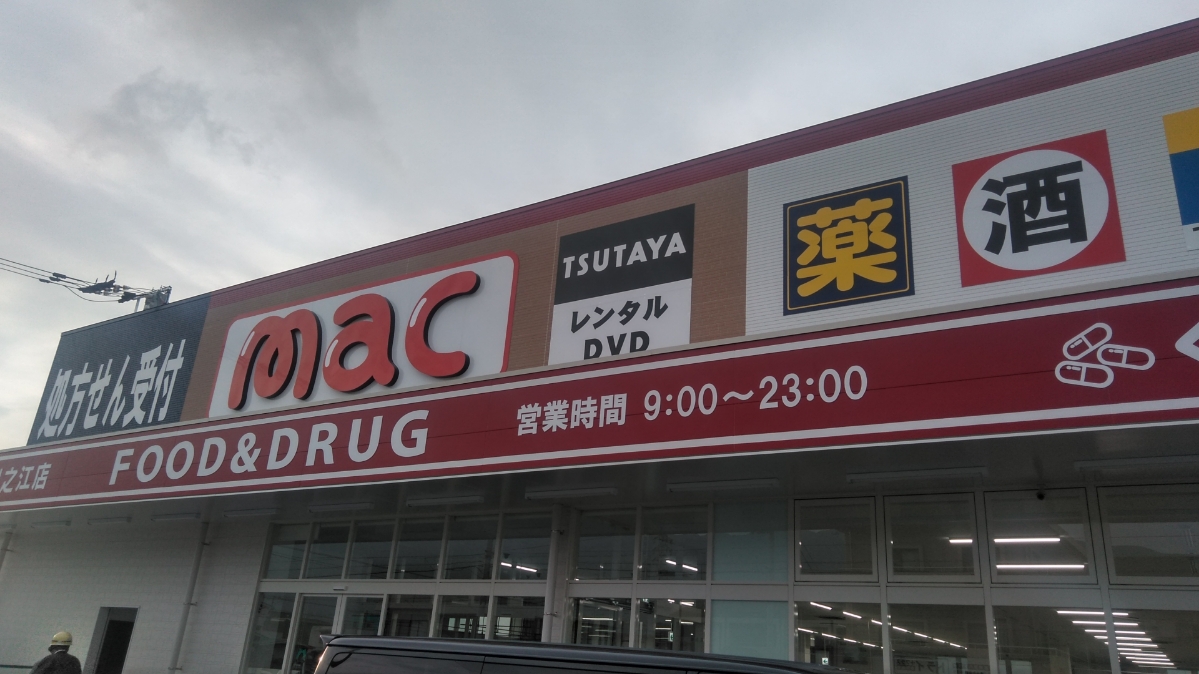 処方せん受付
mac
TSUTAYA
レンタル
DVD
薬
酒
之江店
FOOD&DRUG
営業時間 9:00～23:00